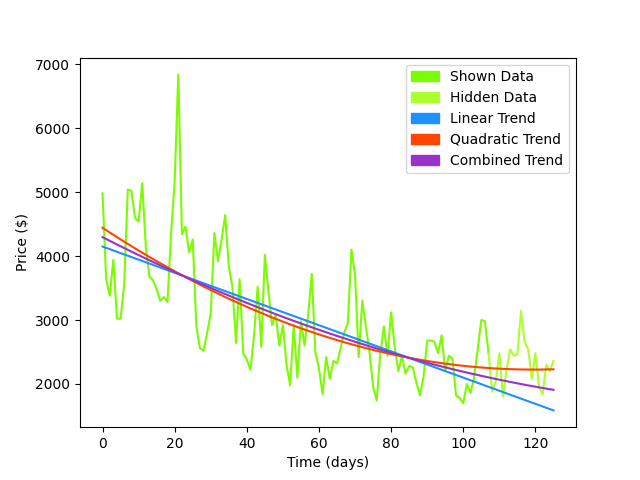 7000
6000
5000
4000
3000
2000
Price ($)
0
20
40
60
80
100
120
Time (days)
Shown Data
Hidden Data
Linear Trend
Quadratic Trend
Combined Trend